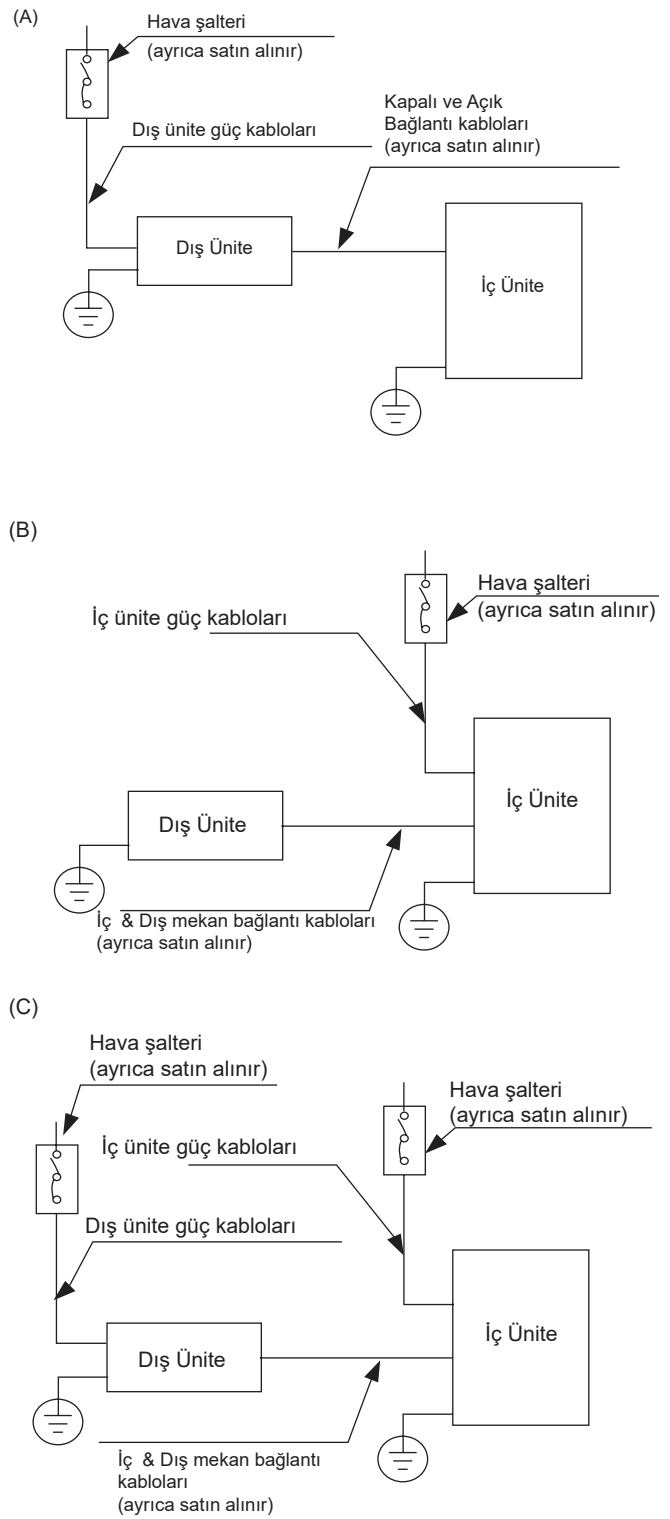 (A)
Hava şalteri
(ayrıca satın alınır)
Kapalı ve Açık
Bağlantı kabloları
(ayrıca satın alınır)
Dış ünite güç kabloları
Dış Ünite
İç Ünite
(B)
Hava şalteri
(ayrıca satın alınır)
İç ünite güç kabloları
İç Ünite
Dış Ünite
İç & Dış mekan bağlantı kabloları
(ayrıca satın alınır)
(C)
Hava şalteri
(ayrıca satın alınır)
Hava şalteri
(ayrıca satın alınır)
İç ünite güç kabloları
Dış ünite güç kabloları
İç Ünite
Dış Ünite
İç & Dış mekan bağlantı
kabloları
(ayrıca satın alınır)